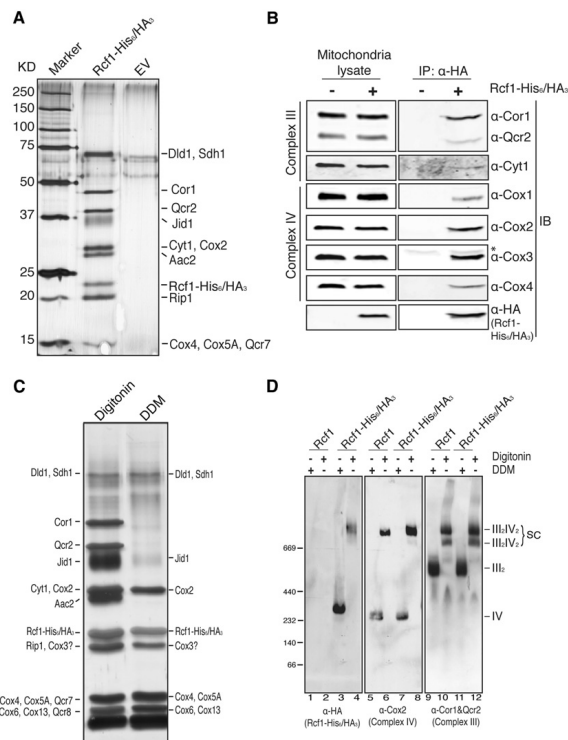 A
KD
Marker
Rcf1-His₆/HA₃
EV
250
150
100
75
50
37
25
20
15
Dld1, Sdh1
Cor1
Qcr2
Jid1
Cyt1, Cox2
Aac2
Rcf1-His₆/HA₃
Rip1
Cox4, Cox5A, Qcr7
B
Mitochondria
lysate
IP: α-HA
- + - + Rcf1-His₆/HA₃
Complex III
α-Cor1
α-Qcr2
α-Cyt1
Complex IV
α-Cox1
α-Cox2
*
α-Cox3
α-Cox4
α-HA
(Rcf1-
His₆/HA₃)
IB
C
Digitonin
DDM
Dld1, Sdh1
Cor1
Qcr2
Jid1
Cyt1, Cox2
Aac2
Rcf1-His₆/HA₃
Rip1, Cox3?
Cox4, Cox5A, Qcr7
Cox6, Cox13, Qcr8
Dld1, Sdh1
Jid1
Cox2
Rcf1-His₆/HA₃
Cox3?
Cox4, Cox5A
Cox6, Cox13
D
Rcf1
Rcf1-His₆/HA₃
Rcf1
Rcf1-His₆/HA₃
Rcf1
Rcf1-His₆/HA₃
- + - + - + - + - + - + Digitonin
+ - + - + - + - + - + - DDM
669
440
232
140
66
III₂IV₂
III₂IV₂
SC
III₂
IV
1 2 3 4 5 6 7 8 9 10 11 12
α-HA
(Rcf1-His₆/HA₃)
α-Cox2
(Complex IV)
α-Cor1&Qcr2
(Complex III)